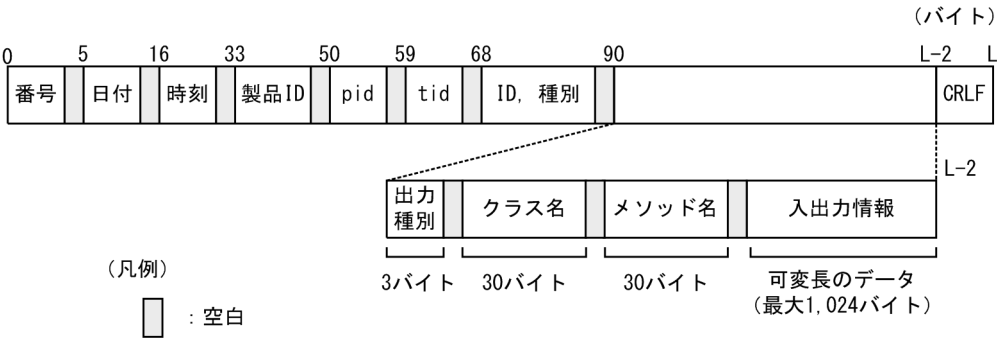 (バイト)
0 5 16 33 50 59 68 90 L-2 L
番号 日付 時刻 製品ID pid tid ID, 種別 CRLF
L-2
出力
種別 クラス名 メソッド名 入出力情報
3バイト 30バイト 30バイト 可変長のデータ
(最大1,024バイト)
(凡例)
:空白